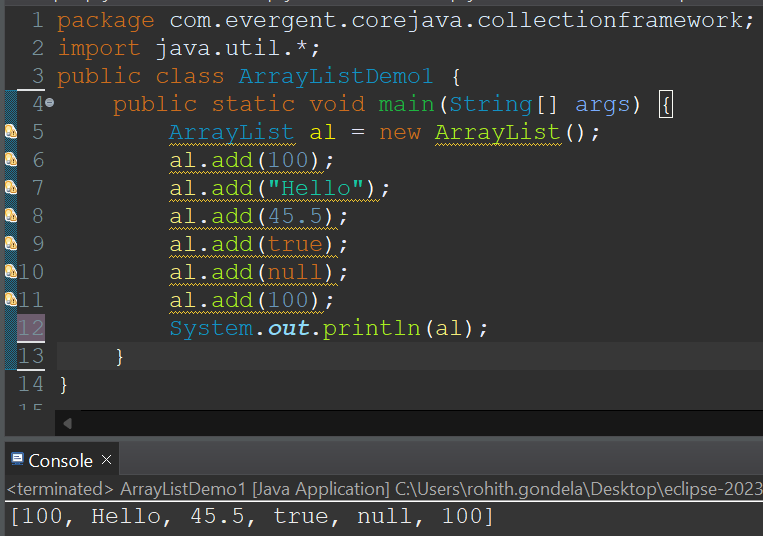 1 package com.evergent.corejava.collectionframework;
2 import java.util.*;
3 public class ArrayListDemo1 {
4 public static void main(String[] args) {
5 ArrayList al = new ArrayList();
6 al.add(100);
7 al.add("Hello");
8 al.add(45.5);
9 al.add(true);
10 al.add(null);
11 al.add(100);
12 System.out.println(al);
13 }
14 }
15
Console ×
<terminated> ArrayListDemo1 [Java Application] C:\Users\rohith.gondela\Desktop\eclipse-2023
[100, Hello, 45.5, true, null, 100]